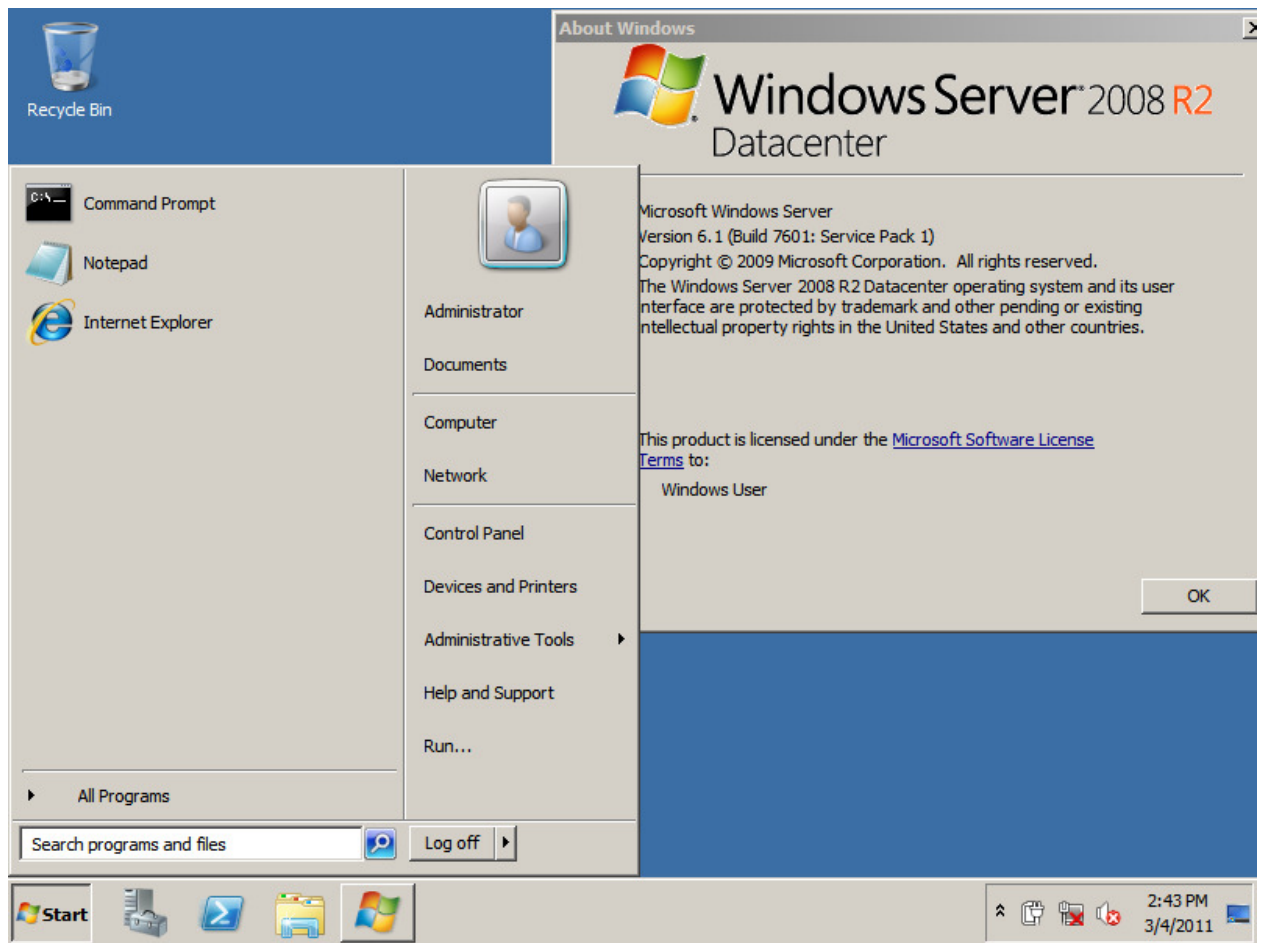 Recycle Bin
About Windows
Windows Server 2008 R2
Datacenter
Microsoft Windows Server
Version 6.1 (Build 7601: Service Pack 1)
Copyright © 2009 Microsoft Corporation. All rights reserved.
The Windows Server 2008 R2 Datacenter operating system and its user
interface are protected by trademark and other pending or existing
intellectual property rights in the United States and other countries.
This product is licensed under the Microsoft Software License
Terms to:
Windows User
OK
C:\_
Command Prompt
Notepad
Internet Explorer
All Programs
Search programs and files
Administrator
Documents
Computer
Network
Control Panel
Devices and Printers
Administrative Tools
Help and Support
Run...
Log off
Start
2:43 PM
3/4/2011